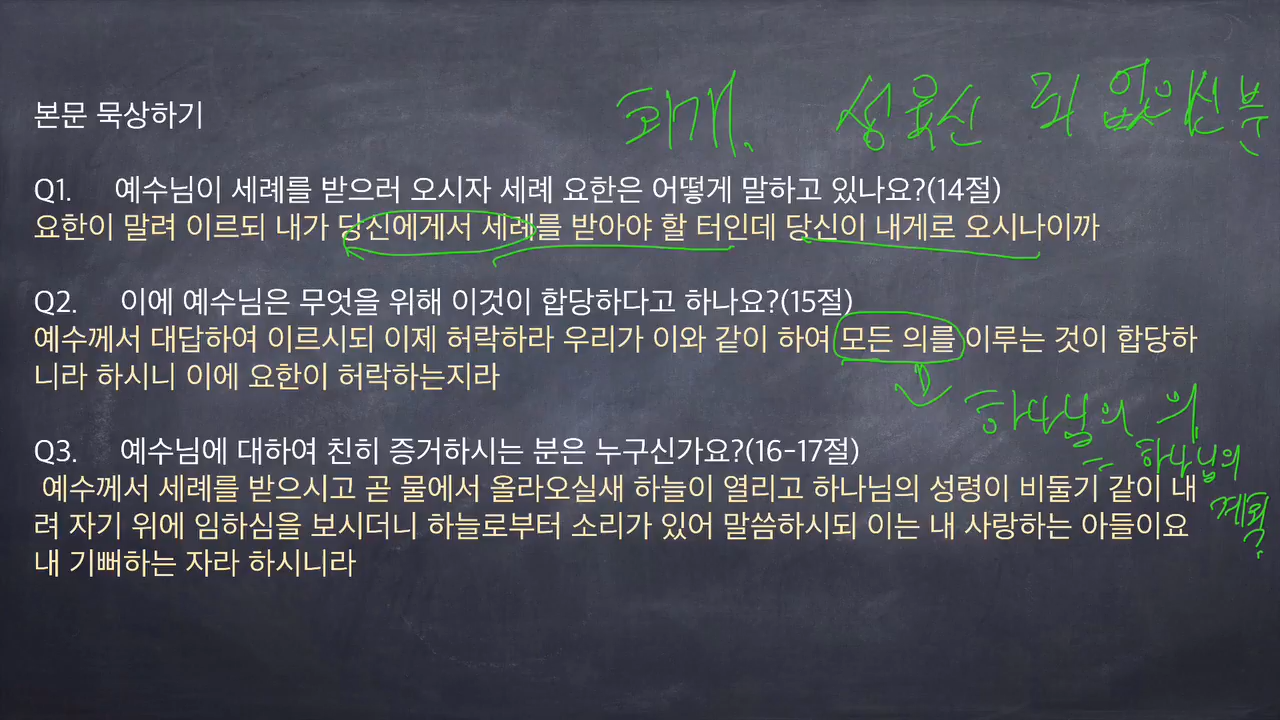 회개. 성육신 죄 없으신 분
본문 묵상하기
Q1. 예수님이 세례를 받으러 오시자 세례 요한은 어떻게 말하고 있나요?(14절)
요한이 말려 이르되 내가 당신에게서 세례를 받아야 할 터인데 당신이 내게로 오시나이까
Q2. 이에 예수님은 무엇을 위해 이것이 합당하다고 하나요?(15절)
예수께서 대답하여 이르시되 이제 허락하라 우리가 이와 같이 하여 모든 의를 이루는 것이 합당하
니라 하시니 이에 요한이 허락하는지라
하나님의 의
= 하나님의
계획
Q3. 예수님에 대하여 친히 증거하시는 분은 누구신가요?(16-17절)
예수께서 세례를 받으시고 곧 물에서 올라오실새 하늘이 열리고 하나님의 성령이 비둘기 같이 내
려 자기 위에 임하심을 보시더니 하늘로부터 소리가 있어 말씀하시되 이는 내 사랑하는 아들이요
내 기뻐하는 자라 하시니라